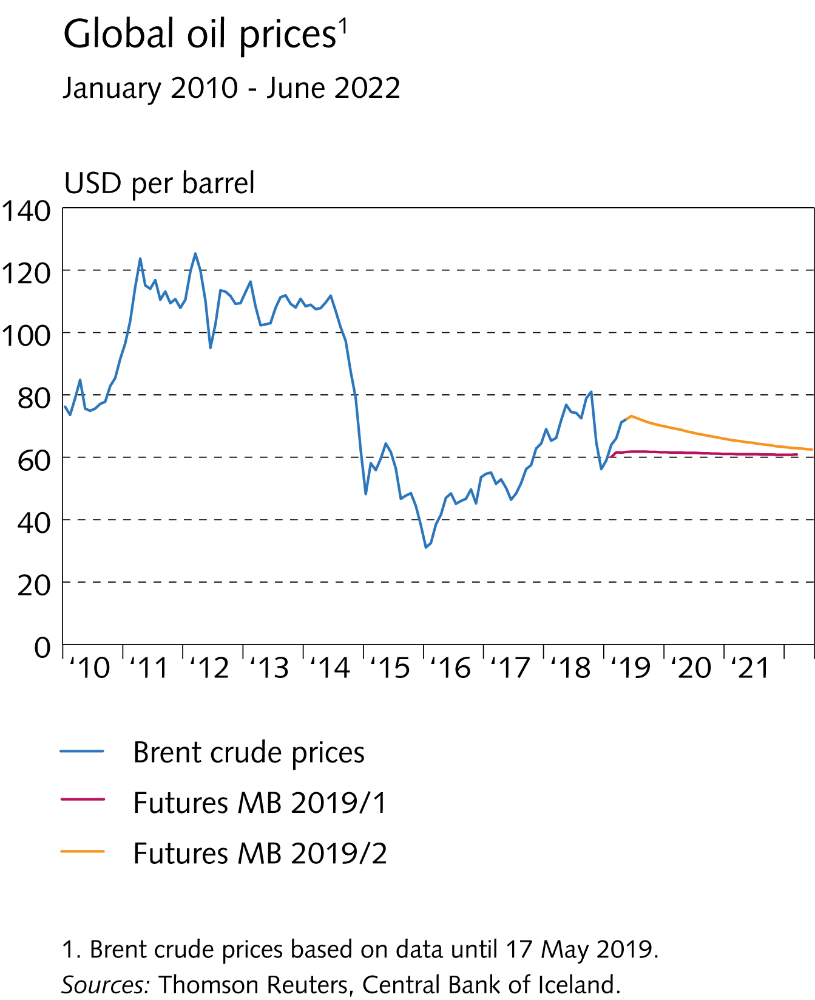 Global oil prices¹
January 2010 - June 2022
USD per barrel
140
120
100
80
60
40
20
0
‘10 ‘11 ‘12 ‘13 ‘14 ‘15 ‘16 ‘17 ‘18 ‘19 ‘20 ‘21
Brent crude prices
Futures MB 2019/1
Futures MB 2019/2
1. Brent crude prices based on data until 17 May 2019.
Sources: Thomson Reuters, Central Bank of Iceland.